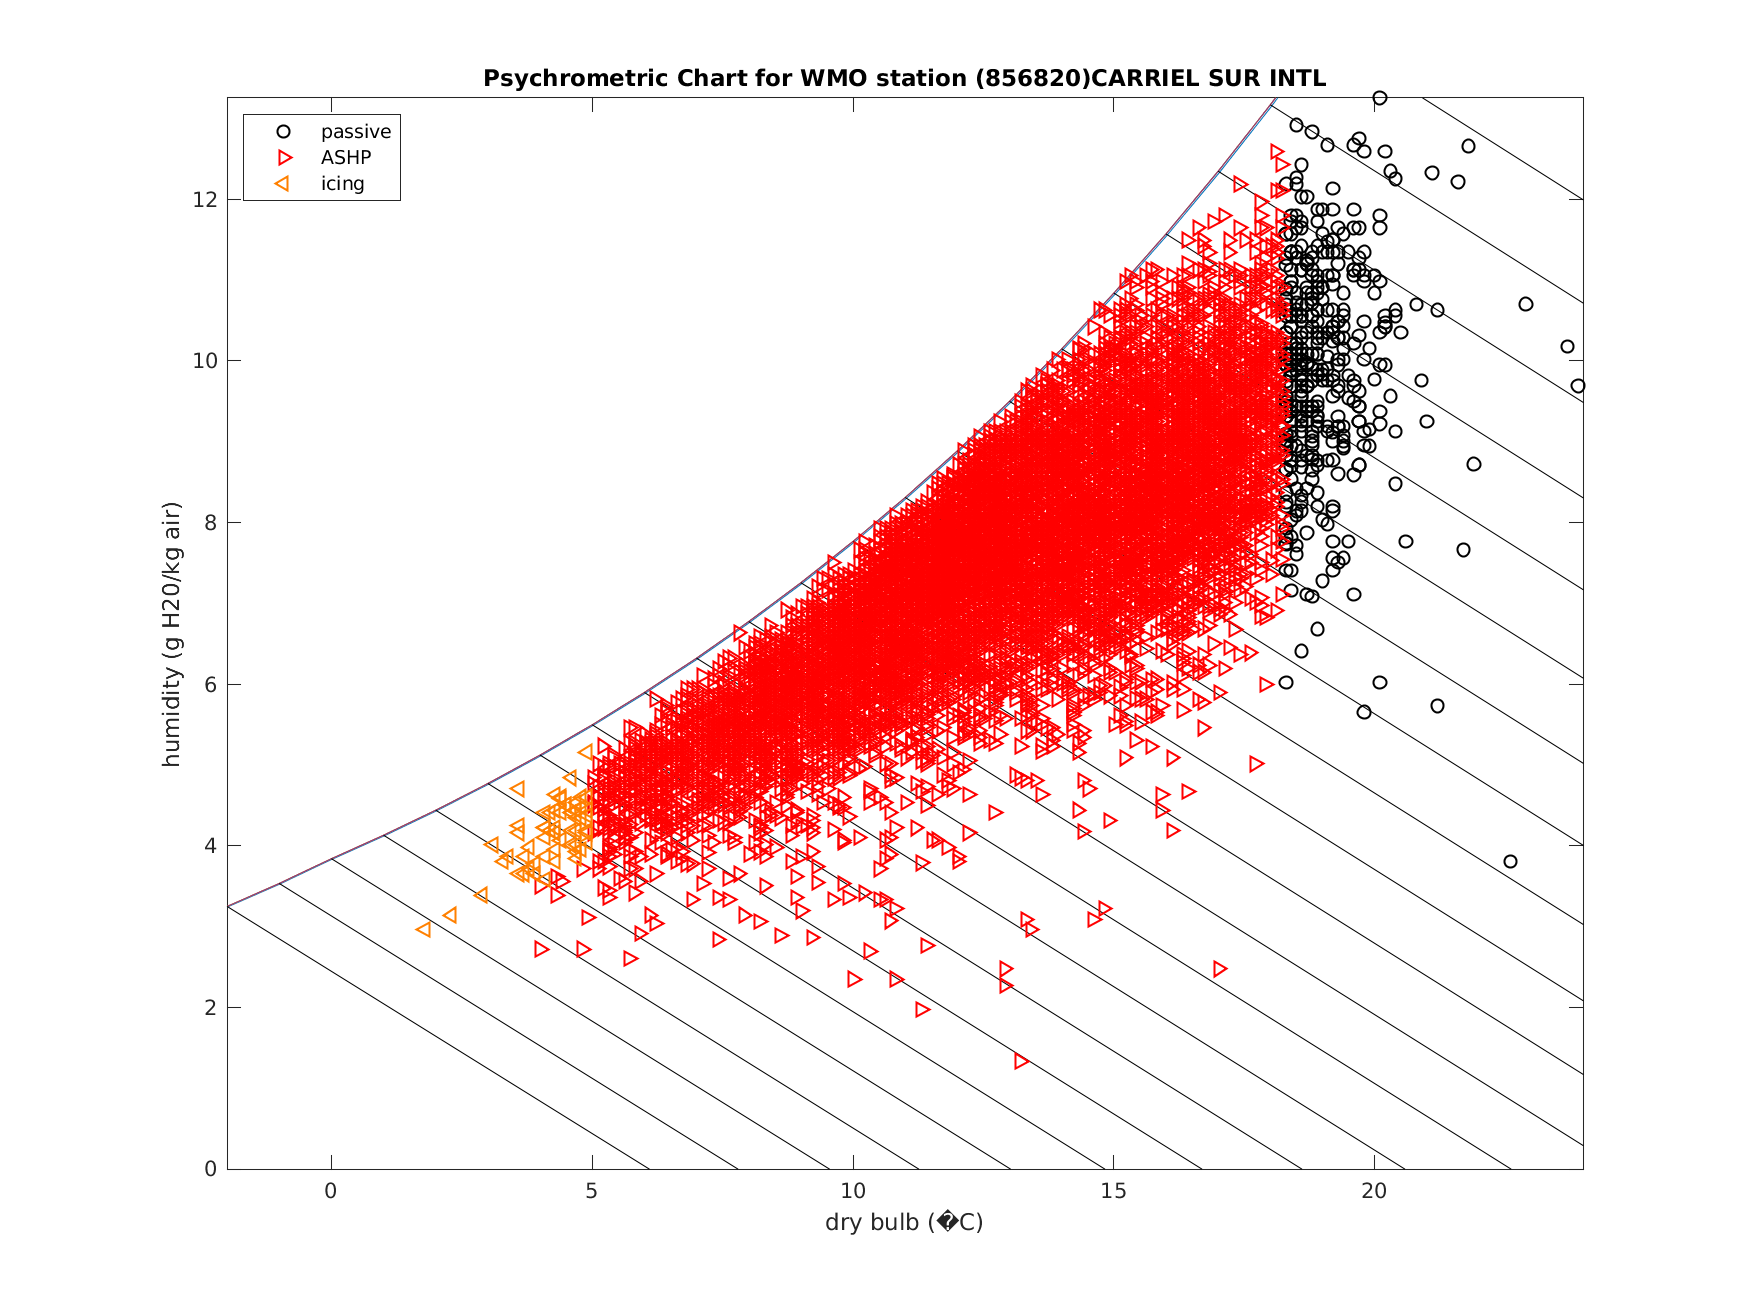 Psychrometric Chart for WMO station (856820)CARRIEL SUR INTL
passive
ASHP
icing
12
10
8
6
4
2
0
humidity (g H20/kg air)
0 5 10 15 20
dry bulb (�C)